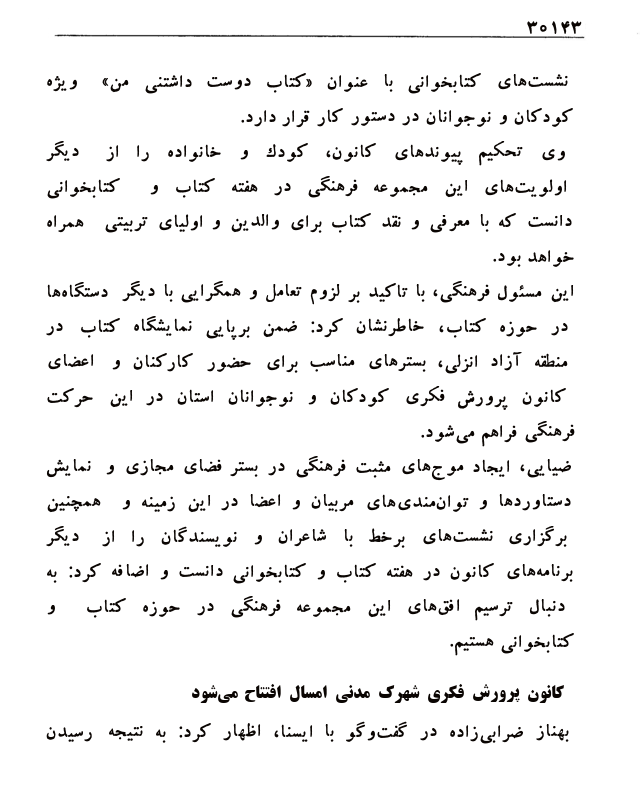 ۳۰۱۴۳
نشست‌های کتابخوانی با عنوان «کتاب دوست داشتنی من» ویژه
کودکان و نوجوانان در دستور کار قرار دارد.
وی تحکیم پیوندهای کانون، کودك و خانواده را از دیگر
اولویت‌های این مجموعه فرهنگی در هفته کتاب و کتابخوانی
دانست که با معرفی و نقد کتاب برای والدین و اولیای تربیتی همراه
خواهد بود.
این مسئول فرهنگی، با تاکید بر لزوم تعامل و همگرایی با دیگر دستگاه‌ها
در حوزه کتاب، خاطرنشان کرد: ضمن برپایی نمایشگاه کتاب در
منطقه آزاد انزلی، بسترهای مناسب برای حضور کارکنان و اعضای
کانون پرورش فکری کودکان و نوجوانان استان در این حرکت
فرهنگی فراهم می‌شود.
ضیایی، ایجاد موج‌های مثبت فرهنگی در بستر فضای مجازی و نمایش
دستاوردها و توان‌مندی‌های مربیان و اعضا در این زمینه و همچنین
برگزاری نشست‌های برخط با شاعران و نویسندگان را از دیگر
برنامه‌های کانون در هفته کتاب و کتابخوانی دانست و اضافه کرد: به
دنبال ترسیم افق‌های این مجموعه فرهنگی در حوزه کتاب و
کتابخوانی هستیم.
کانون پرورش فکری شهرک مدنی امسال افتتاح می‌شود
بهناز ضرابی‌زاده در گفت‌وگو با ایسنا، اظهار کرد: به نتیجه رسیدن